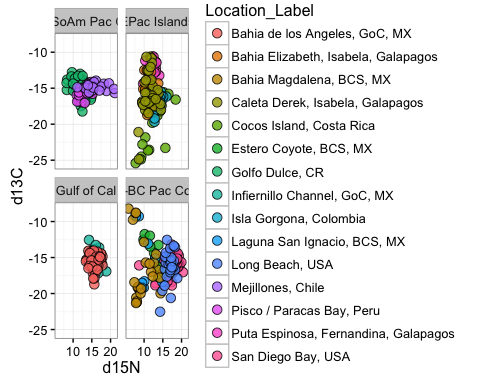 Location_Label
SoAm Pac
EPac Islands
-10
-15
-20
-25
d13C
Gulf of Cal
-BC Pac Co
-10
-15
-20
-25
10 15 20
10 15 20
d15N
Bahia de los Angeles, GoC, MX
Bahia Elizabeth, Isabela, Galapagos
Bahia Magdalena, BCS, MX
Caleta Derek, Isabela, Galapagos
Cocos Island, Costa Rica
Estero Coyote, BCS, MX
Golfo Dulce, CR
Infiernillo Channel, GoC, MX
Isla Gorgona, Colombia
Laguna San Ignacio, BCS, MX
Long Beach, USA
Mejillones, Chile
Pisco / Paracas Bay, Peru
Puta Espinosa, Fernandina, Galapagos
San Diego Bay, USA